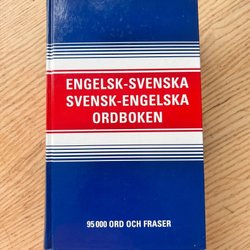 ENGELSK-SVENSKA
SVENSK-ENGELSKA
ORDBOKEN
95 000 ORD OCH FRASER